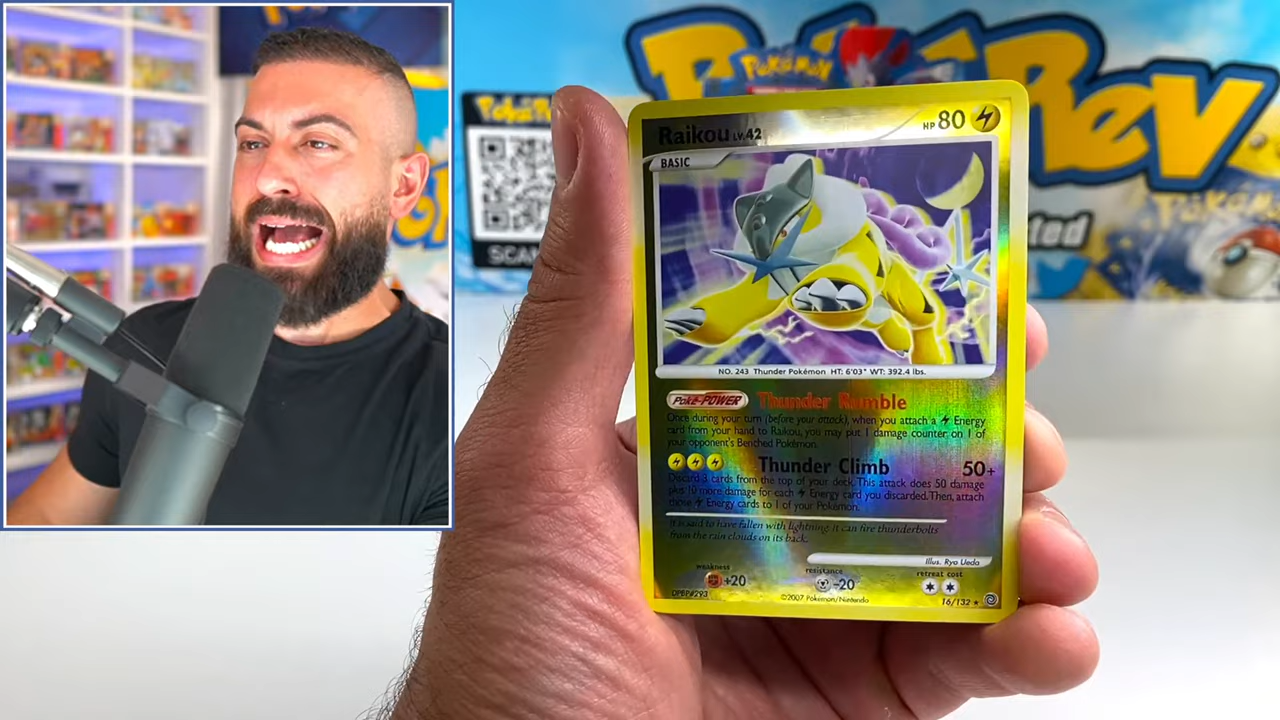 PokéRev
Pokémon
PokéRev
SCAN
ted
Pokémon
Raikou LV.42
HP 80
BASIC
NO. 243 Thunder Pokémon HT: 6'03" WT: 392.4 lbs.
Poké-POWER Thunder Rumble
Once during your turn (before your attack), when you attach a Energy
card from your hand to Raikou, you may put 1 damage counter on 1 of
your opponent's Benched Pokémon.
Thunder Climb 50+
Discard 3 cards from the top of your deck. This attack does 50 damage
plus 10 more damage for each Energy card you discarded. Then, attach
those Energy cards to 1 of your Pokémon.
It is said to have fallen with lightning. It can fire thunderbolts
from the rain clouds on its back.
Illus. Ryo Ueda
weakness +20
resistance -20
retreat cost
DPBP#293
©2007 Pokémon/Nintendo
16/132 ★